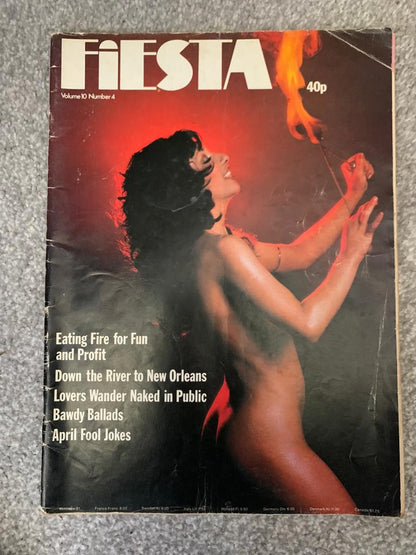 FiESTA
Volume 10 Number 4
40p
Eating Fire for Fun
and Profit
Down the River to New Orleans
Lovers Wander Naked in Public
Bawdy Ballads
April Fool Jokes